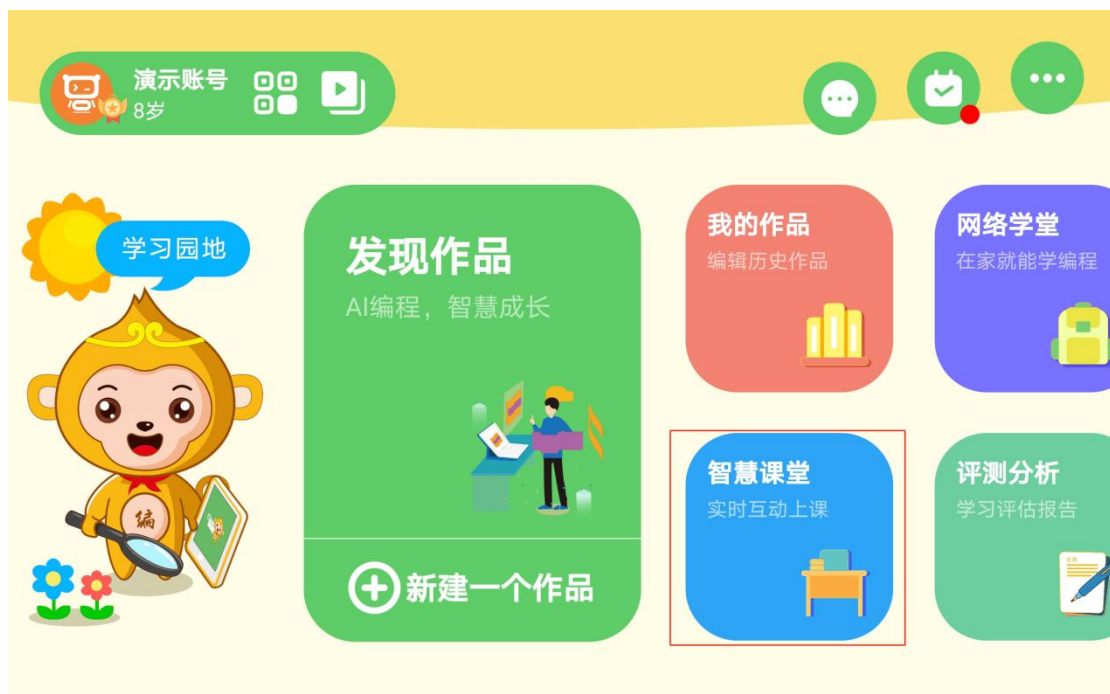 演示账号
8岁
学习园地
发现作品
AI编程，智慧成长
新建一个作品
我的作品
编辑历史作品
网络学堂
在家就能学编程
智慧课堂
实时互动上课
评测分析
学习评估报告
编